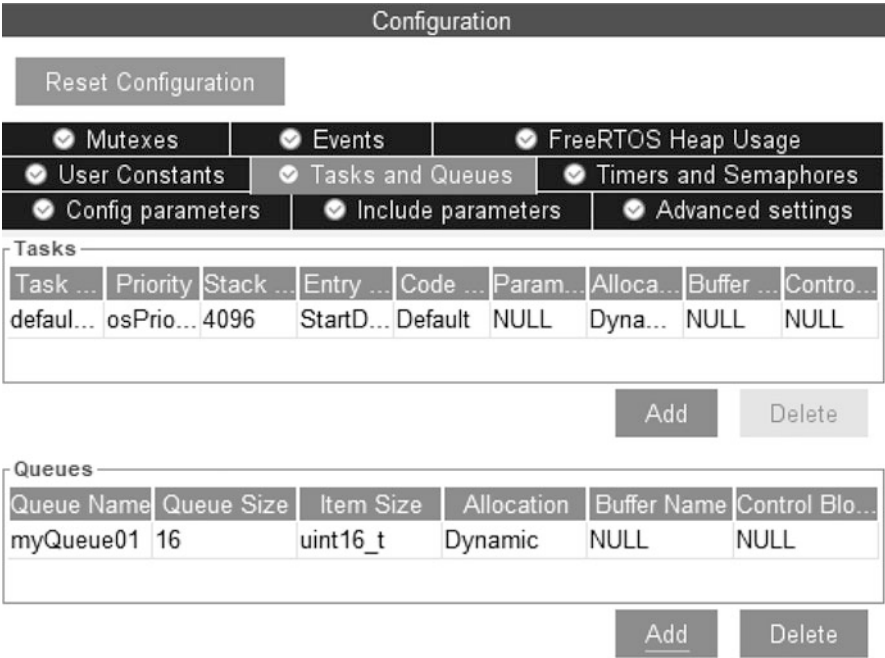 Configuration
Reset Configuration
Mutexes Events FreeRTOS Heap Usage
User Constants Tasks and Queues Timers and Semaphores
Config parameters Include parameters Advanced settings
Tasks
Task ... Priority Stack ... Entry ... Code ... Param... Alloca... Buffer ... Contro...
defaul... osPrio... 4096 StartD... Default NULL Dyna... NULL NULL
Add Delete
Queues
Queue Name Queue Size Item Size Allocation Buffer Name Control Blo...
myQueue01 16 uint16_t Dynamic NULL NULL
Add Delete